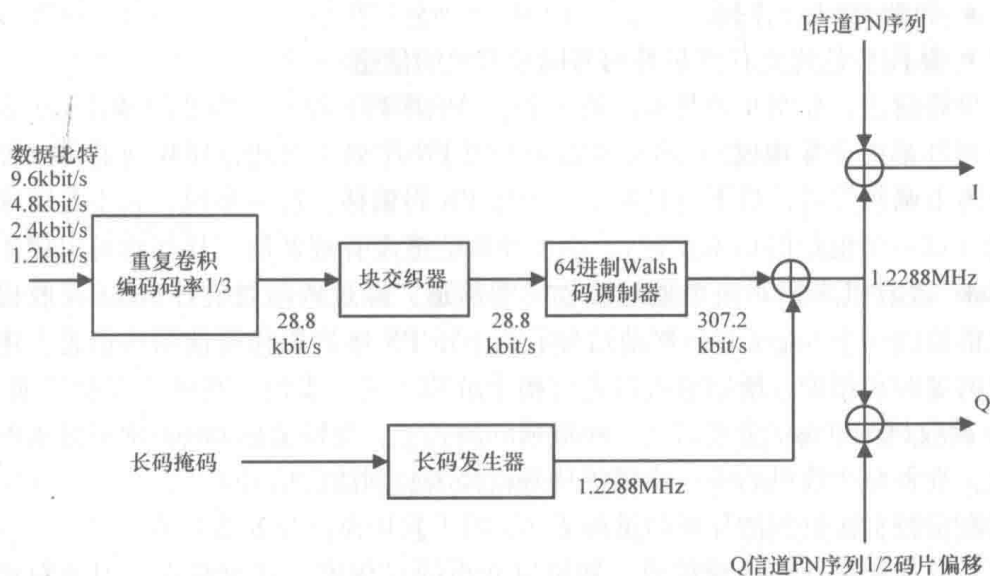 I信道PN序列
数据比特
9.6kbit/s
4.8kbit/s
2.4kbit/s
1.2kbit/s
重复卷积
编码码率1/3
28.8
kbit/s
块交织器
28.8
kbit/s
64进制Walsh
码调制器
307.2
kbit/s
1.2288MHz
I
Q
长码掩码
长码发生器
1.2288MHz
Q信道PN序列1/2码片偏移